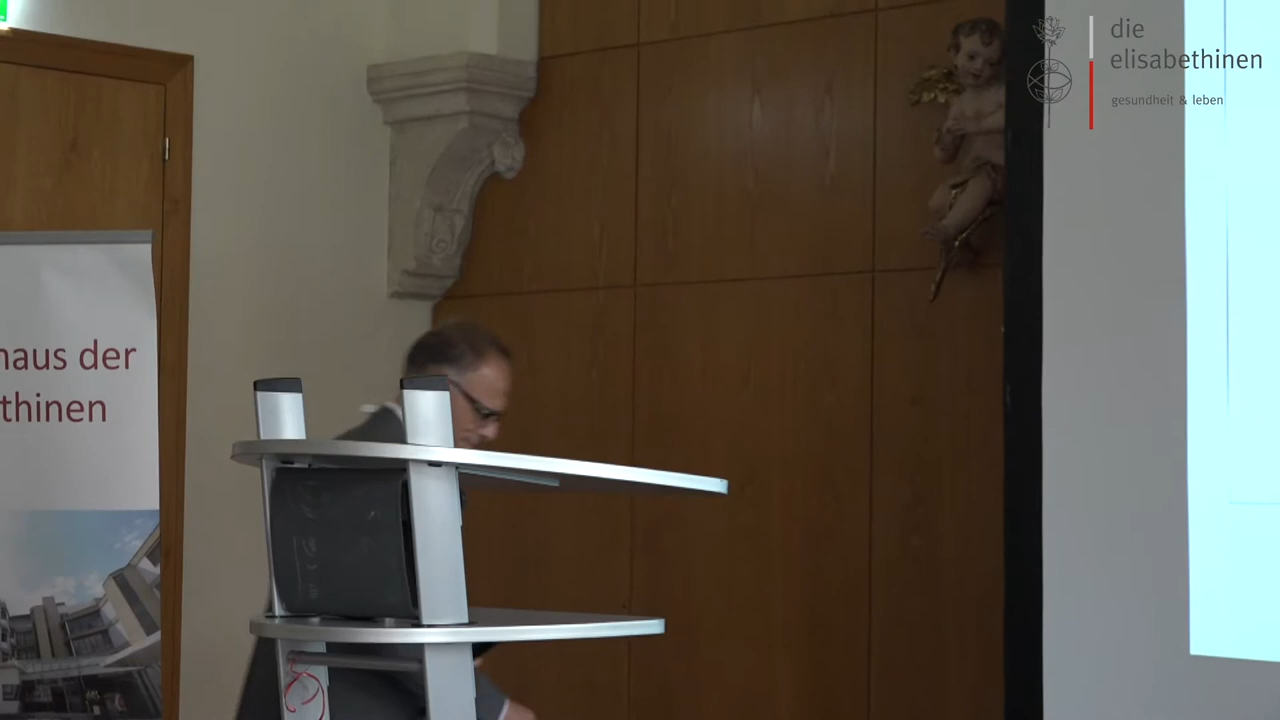 die
elisabethinen
gesundheit & leben
haus der
thinen